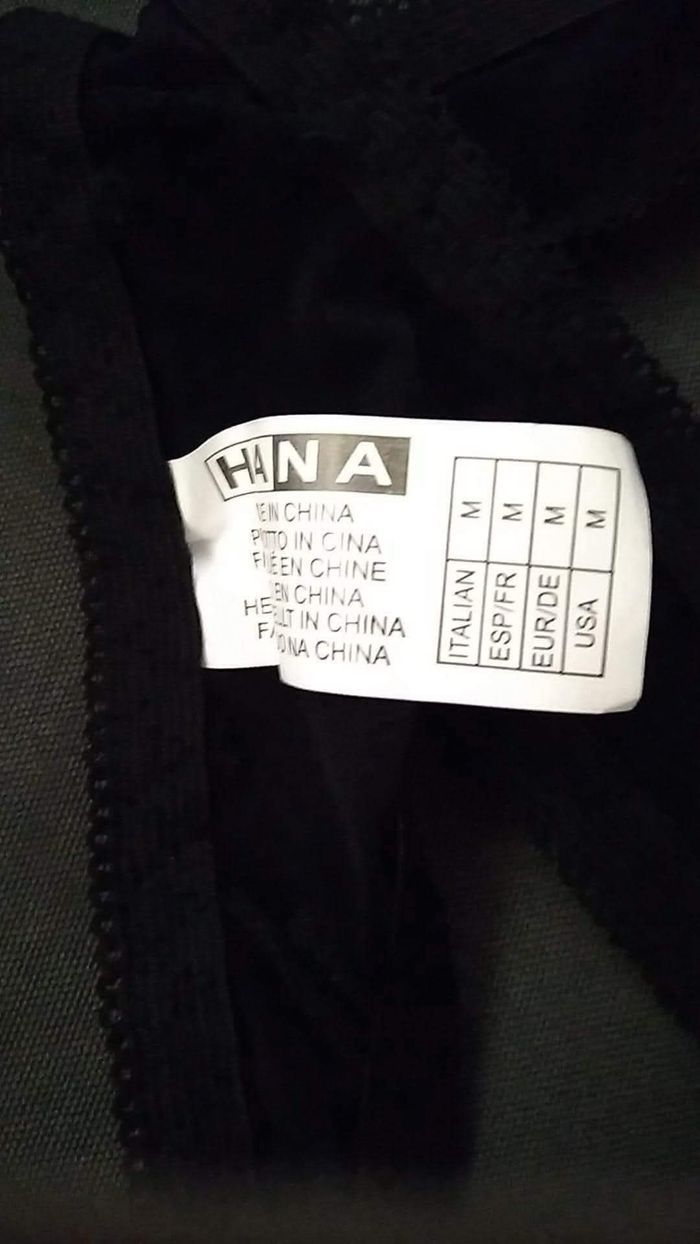 HANA
IN CHINA
IN CINA
EN CHINE
EN CHINA
IN CHINA
NA CHINA
ITALIAN M
ESP/FR M
EUR/DE M
USA M